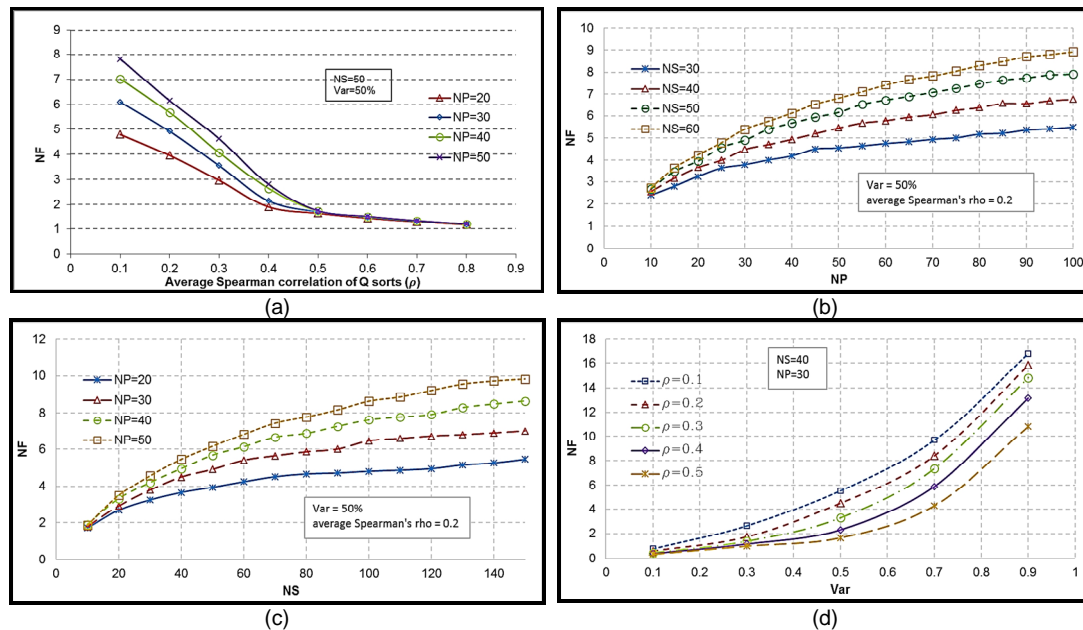 9
8
7
6
5
4
3
2
1
0
NF
NS=50
Var=50%
NP=20
NP=30
NP=40
NP=50
0 0.1 0.2 0.3 0.4 0.5 0.6 0.7 0.8 0.9
Average Spearman correlation of Q sorts (ρ)
(a)
10
9
8
7
6
5
4
3
2
1
0
NF
NS=30
NS=40
NS=50
NS=60
Var = 50%
average Spearman's rho = 0.2
0 10 20 30 40 50 60 70 80 90 100
NP
(b)
12
10
8
6
4
2
0
NF
NP=20
NP=30
NP=40
NP=50
Var = 50%
average Spearman's rho = 0.2
0 20 40 60 80 100 120 140
NS
(c)
18
16
14
12
10
8
6
4
2
0
NF
NS=40
NP=30
ρ=0.1
ρ=0.2
ρ=0.3
ρ=0.4
ρ=0.5
0 0.1 0.2 0.3 0.4 0.5 0.6 0.7 0.8 0.9 1
Var
(d)